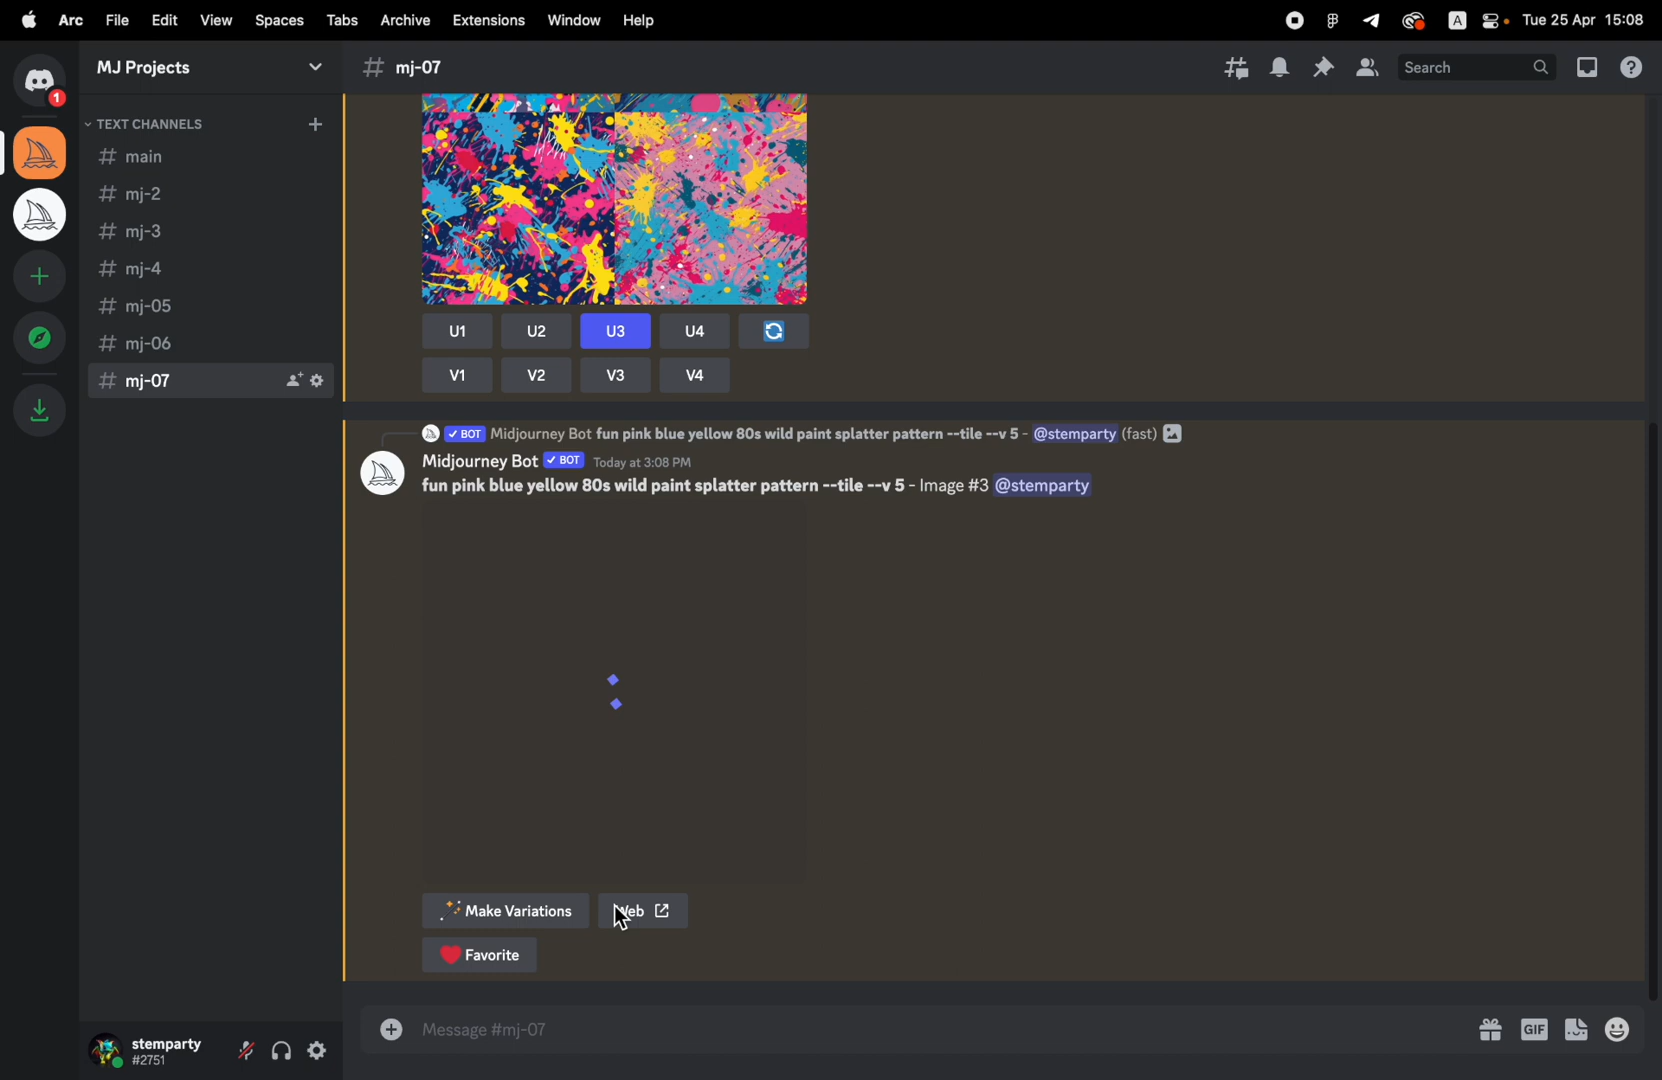 Arc File Edit View Spaces Tabs Archive Extensions Window Help A Tue 25 Apr 15:08
1
MJ Projects
# mj-07
Search
TEXT CHANNELS
# main
# mj-2
# mj-3
# mj-4
# mj-05
# mj-06
# mj-07
U1 U2 U3 U4
V1 V2 V3 V4
BOT Midjourney Bot fun pink blue yellow 80s wild paint splatter pattern --tile --v 5 - @stemparty (fast)
Midjourney Bot BOT Today at 3:08 PM
fun pink blue yellow 80s wild paint splatter pattern --tile --v 5 - Image #3 @stemparty
Make Variations Web
Favorite
Message #mj-07
GIF
stemparty
#2751